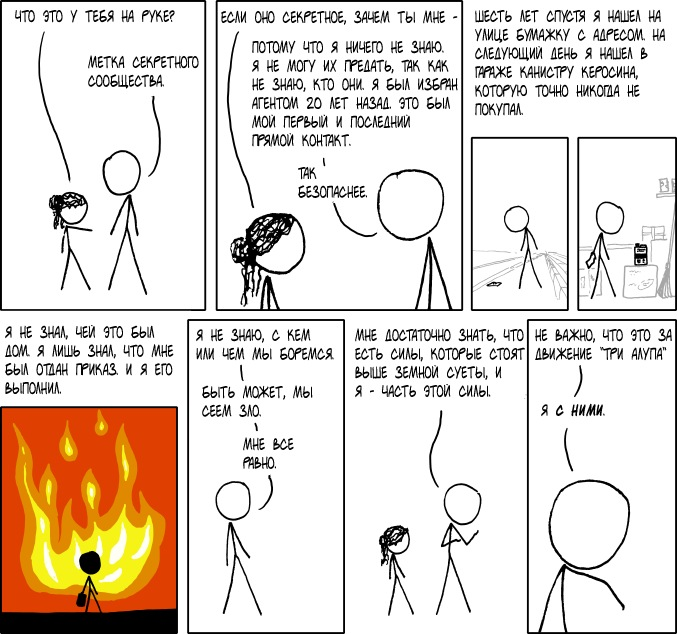 ЧТО ЭТО У ТЕБЯ НА РУКЕ?
МЕТКА СЕКРЕТНОГО
СООБЩЕСТВА.
ЕСЛИ ОНО СЕКРЕТНОЕ, ЗАЧЕМ ТЫ МНЕ -
ПОТОМУ ЧТО Я НИЧЕГО НЕ ЗНАЮ.
Я НЕ МОГУ ИХ ПРЕДАТЬ, ТАК КАК
НЕ ЗНАЮ, КТО ОНИ. Я БЫЛ ИЗБРАН
АГЕНТОМ 20 ЛЕТ НАЗАД. ЭТО БЫЛ
МОЙ ПЕРВЫЙ И ПОСЛЕДНИЙ
ПРЯМОЙ КОНТАКТ.
ТАК
БЕЗОПАСНЕЕ.
ШЕСТЬ ЛЕТ СПУСТЯ Я НАШЕЛ НА
УЛИЦЕ БУМАЖКУ С АДРЕСОМ. НА
СЛЕДУЮЩИЙ ДЕНЬ Я НАШЕЛ В
ГАРАЖЕ КАНИСТРУ КЕРОСИНА,
КОТОРУЮ ТОЧНО НИКОГДА НЕ
ПОКУПАЛ.
Я НЕ ЗНАЛ, ЧЕЙ ЭТО БЫЛ
ДОМ. Я ЛИШЬ ЗНАЛ, ЧТО МНЕ
БЫЛ ОТДАН ПРИКАЗ. И Я ЕГО
ВЫПОЛНИЛ.
Я НЕ ЗНАЮ, С КЕМ
ИЛИ ЧЕМ МЫ БОРЕМСЯ.
БЫТЬ МОЖЕТ, МЫ
СЕЕМ ЗЛО.
МНЕ ВСЕ
РАВНО.
МНЕ ДОСТАТОЧНО ЗНАТЬ, ЧТО
ЕСТЬ СИЛЫ, КОТОРЫЕ СТОЯТ
ВЫШЕ ЗЕМНОЙ СУЕТЫ, И
Я - ЧАСТЬ ЭТОЙ СИЛЫ.
НЕ ВАЖНО, ЧТО ЭТО ЗА
ДВИЖЕНИЕ "ТРИ АЛУПА"
Я С НИМИ.